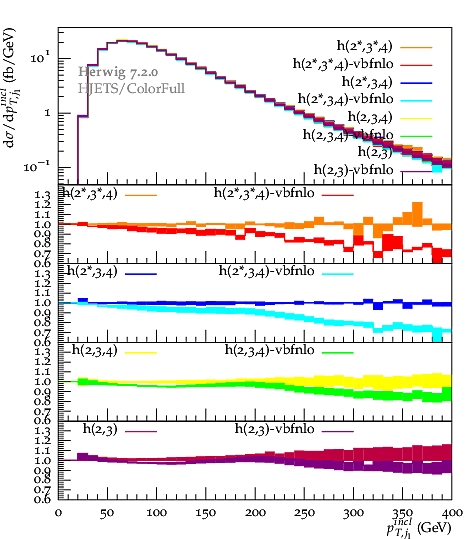 h(2*,3*,4)
h(2*,3*,4)-vbfnlo
h(2*,3,4)
h(2*,3,4)-vbfnlo
h(2,3,4)
h(2,3,4)-vbfnlo
h(2,3)
h(2,3)-vbfnlo
Herwig 7.2.0
HJETS/ColorFull
dσ/dp_{T,j1}^{incl} (fb/GeV)
10^1
1
10^{-1}
h(2*,3*,4) h(2*,3*,4)-vbfnlo
1.3
1.2
1.1
1.0
0.9
0.8
0.7
0.6
h(2*,3,4) h(2*,3,4)-vbfnlo
1.3
1.2
1.1
1.0
0.9
0.8
0.7
0.6
h(2,3,4) h(2,3,4)-vbfnlo
1.3
1.2
1.1
1.0
0.9
0.8
0.7
0.6
h(2,3) h(2,3)-vbfnlo
1.3
1.2
1.1
1.0
0.9
0.8
0.7
0.6
0 50 100 150 200 250 300 350 400
p_{T,j1}^{incl} (GeV)